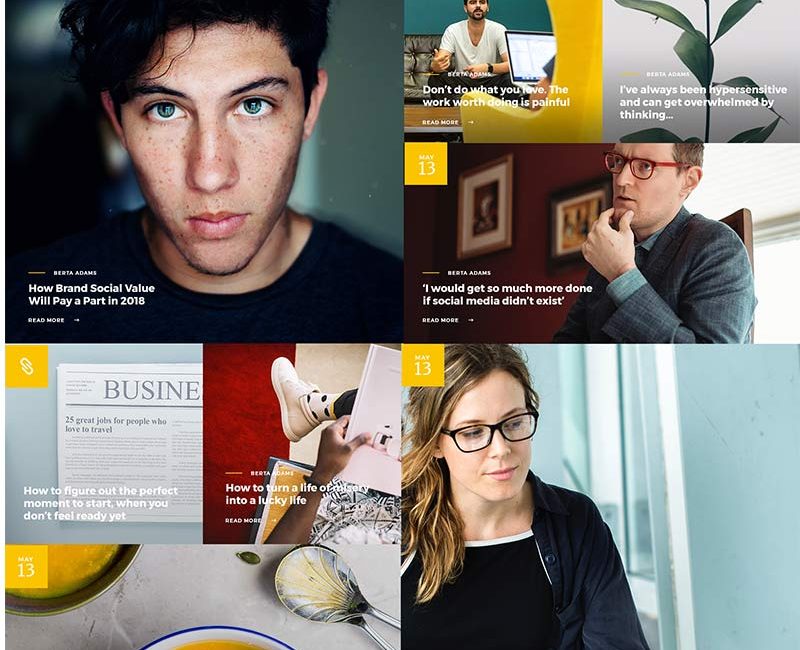 BERTA ADAMS
Don't do what you love. The
work worth doing is painful
READ MORE →
BERTA ADAMS
I've always been hypersensitive
and can get overwhelmed by
thinking...
MAY
13
BERTA ADAMS
How Brand Social Value
Will Pay a Part in 2018
READ MORE →
BERTA ADAMS
‘I would get so much more done
if social media didn't exist’
READ MORE →
BUSINE
25 great jobs for people who
love to travel
How to figure out the perfect
moment to start, when you
don't feel ready yet
BERTA ADAMS
How to turn a life of misery
into a lucky life
READ MORE →
MAY
13
MAY
13